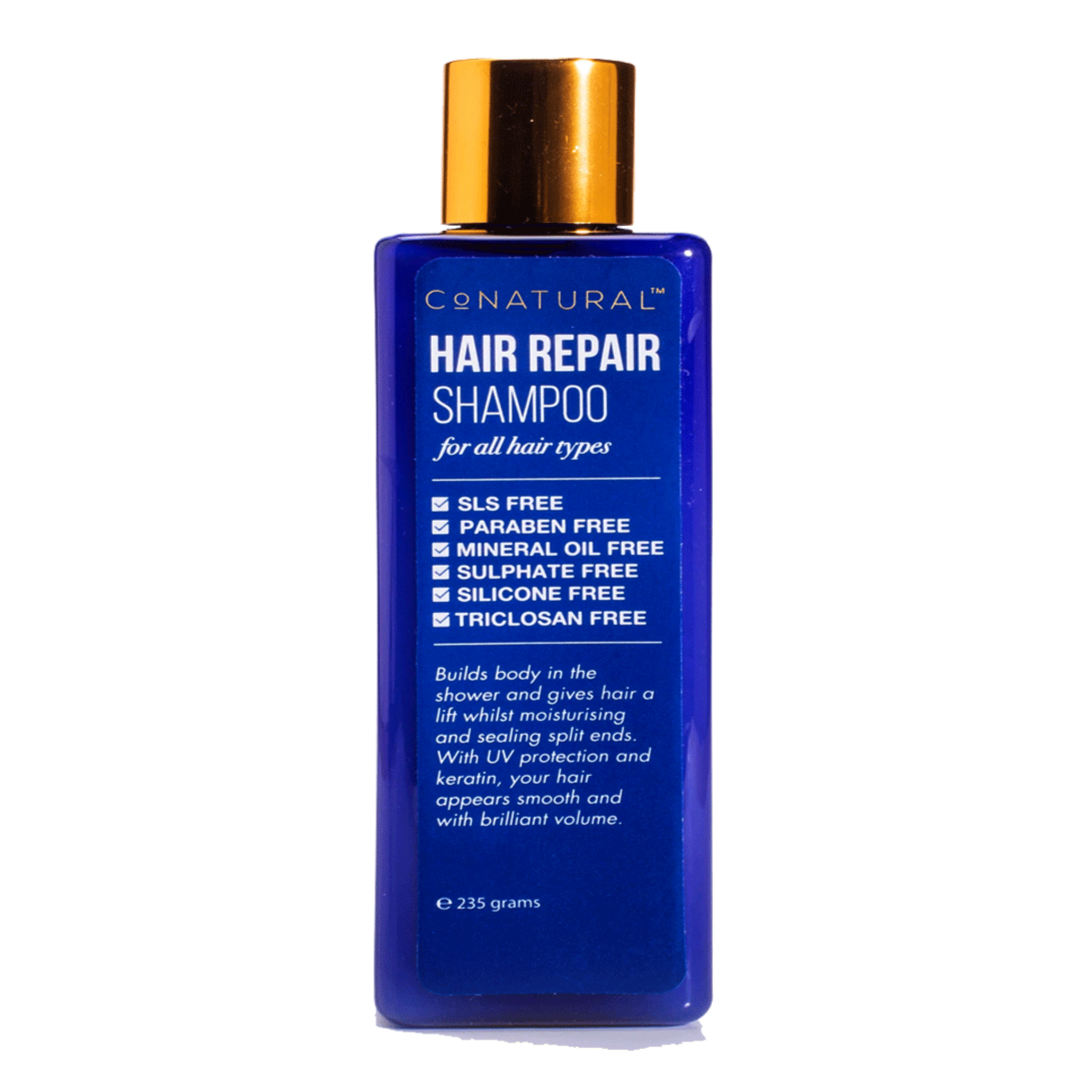 CoNATURAL™
HAIR REPAIR
SHAMPOO
for all hair types
SLS FREE
PARABEN FREE
MINERAL OIL FREE
SULPHATE FREE
SILICONE FREE
TRICLOSAN FREE
Builds body in the
shower and gives hair a
lift whilst moisturising
and sealing split ends.
With UV protection and
keratin, your hair
appears smooth and
with brilliant volume.
℮ 235 grams